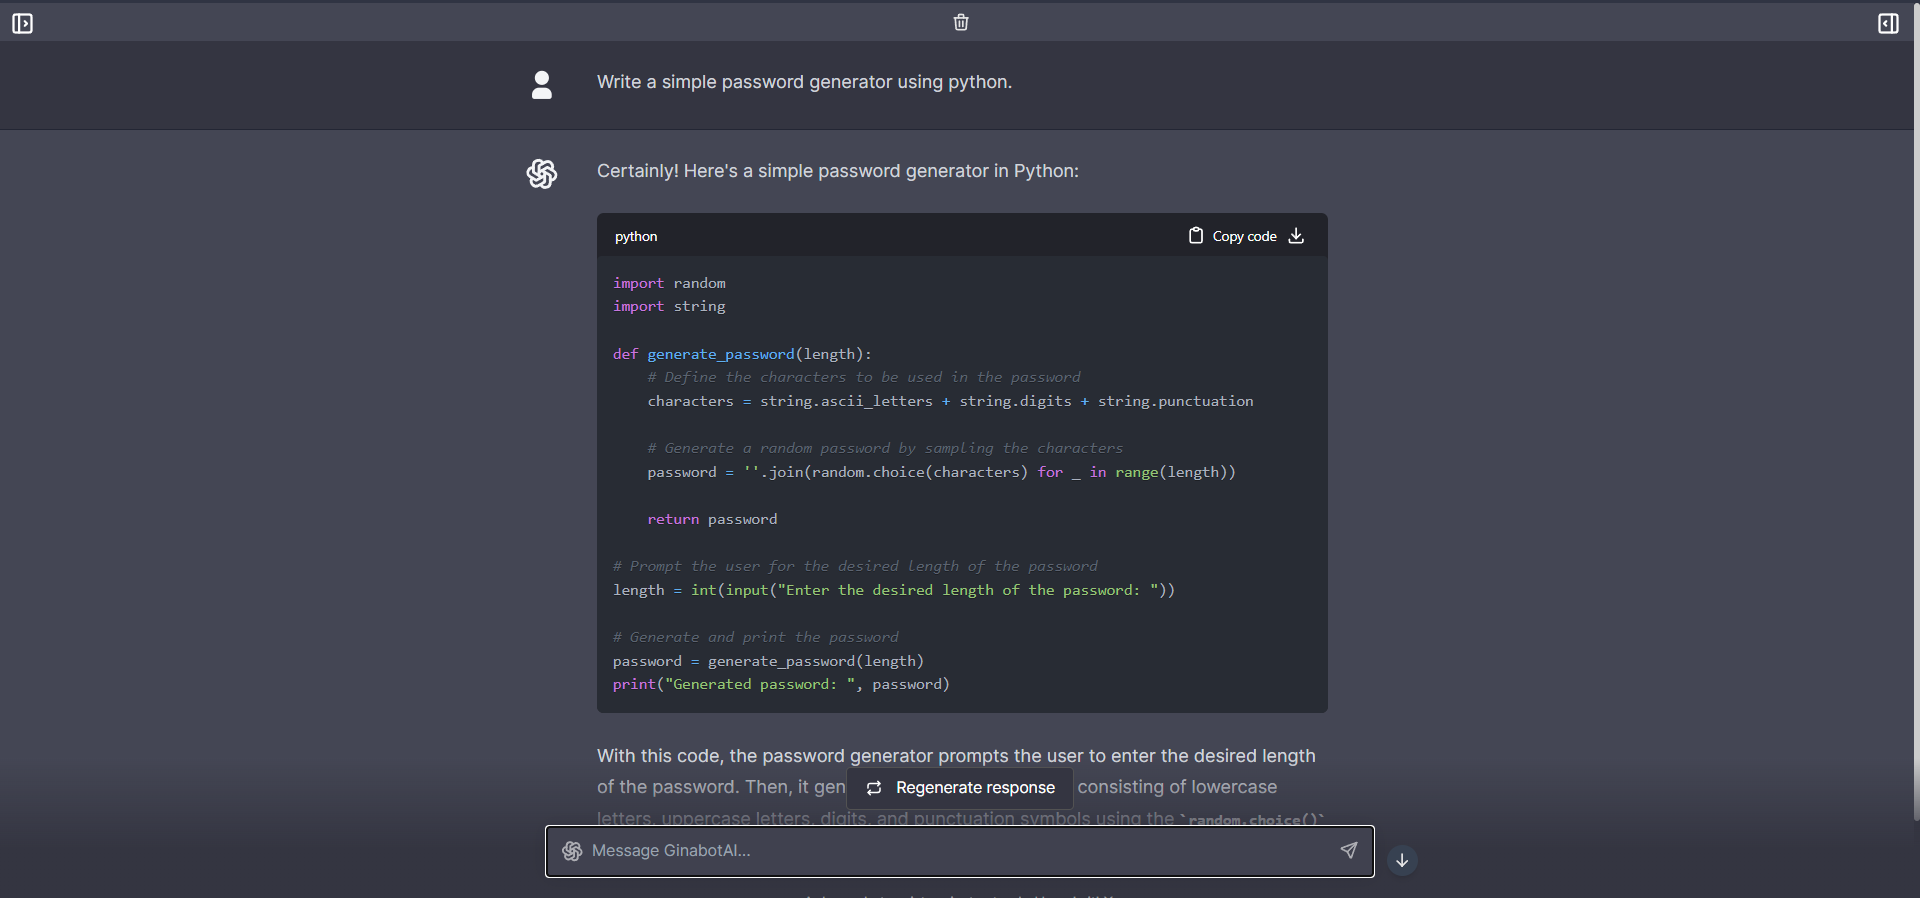 Write a simple password generator using python.
Certainly! Here's a simple password generator in Python:
python
Copy code
import random
import string
def generate_password(length):
# Define the characters to be used in the password
characters = string.ascii_letters + string.digits + string.punctuation
# Generate a random password by sampling the characters
password = ''.join(random.choice(characters) for _ in range(length))
return password
# Prompt the user for the desired length of the password
length = int(input("Enter the desired length of the password: "))
# Generate and print the password
password = generate_password(length)
print("Generated password: ", password)
With this code, the password generator prompts the user to enter the desired length
of the password. Then, it gen
Regenerate response
consisting of lowercase
letters, uppercase letters, digits, and punctuation symbols using the `random.choice()`
Message GinabotAI...